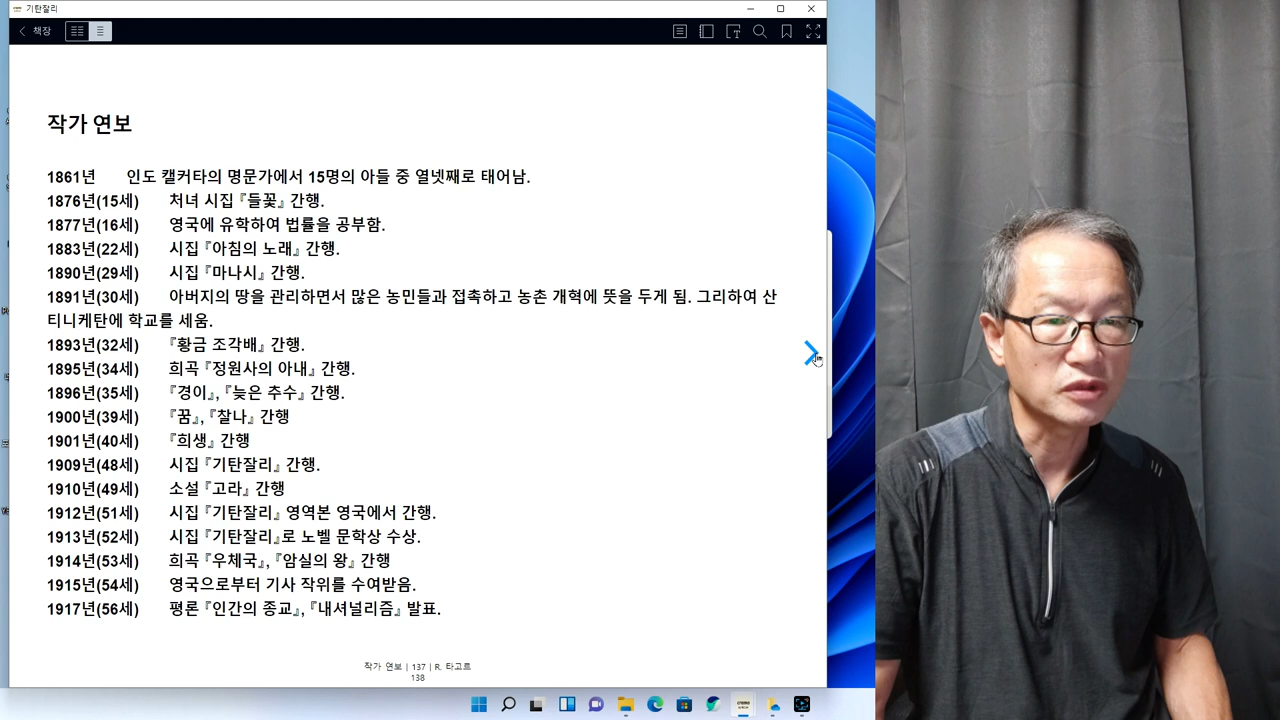 기탄잘리
책장
작가 연보
1861년 인도 캘커타의 명문가에서 15명의 아들 중 열넷째로 태어남.
1876년(15세) 처녀 시집 『들꽃』 간행.
1877년(16세) 영국에 유학하여 법률을 공부함.
1883년(22세) 시집 『아침의 노래』 간행.
1890년(29세) 시집 『마나시』 간행.
1891년(30세) 아버지의 땅을 관리하면서 많은 농민들과 접촉하고 농촌 개혁에 뜻을 두게 됨. 그리하여 산
티니케탄에 학교를 세움.
1893년(32세) 『황금 조각배』 간행.
1895년(34세) 희곡 『정원사의 아내』 간행.
1896년(35세) 『경이』, 『늦은 추수』 간행.
1900년(39세) 『꿈』, 『찰나』 간행
1901년(40세) 『희생』 간행
1909년(48세) 시집 『기탄잘리』 간행.
1910년(49세) 소설 『고라』 간행
1912년(51세) 시집 『기탄잘리』 영역본 영국에서 간행.
1913년(52세) 시집 『기탄잘리』로 노벨 문학상 수상.
1914년(53세) 희곡 『우체국』, 『암실의 왕』 간행
1915년(54세) 영국으로부터 기사 작위를 수여받음.
1917년(56세) 평론 『인간의 종교』, 『내셔널리즘』 발표.
작가 연보 | 137 | R. 타고르
138